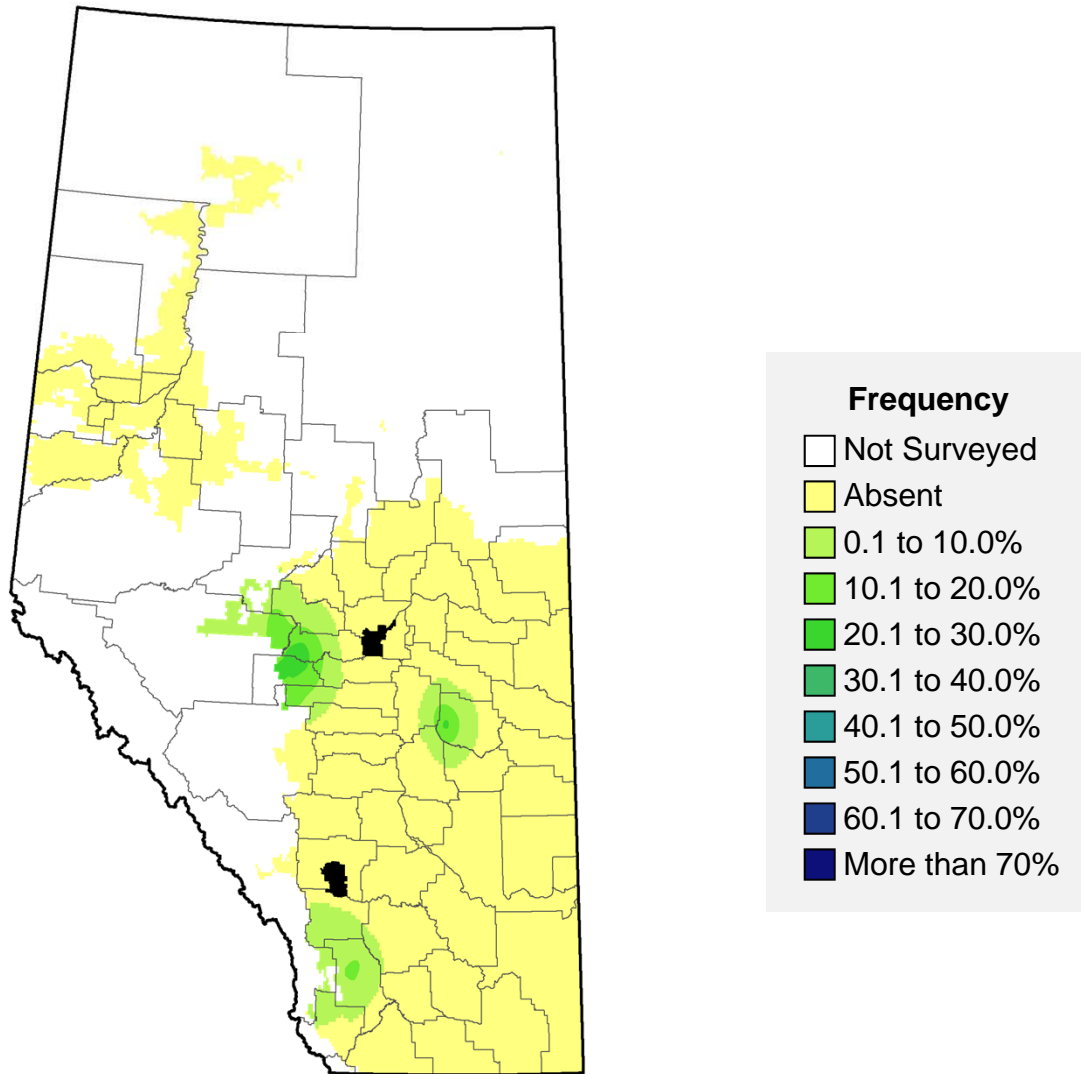 Frequency
Not Surveyed
Absent
0.1 to 10.0%
10.1 to 20.0%
20.1 to 30.0%
30.1 to 40.0%
40.1 to 50.0%
50.1 to 60.0%
60.1 to 70.0%
More than 70%